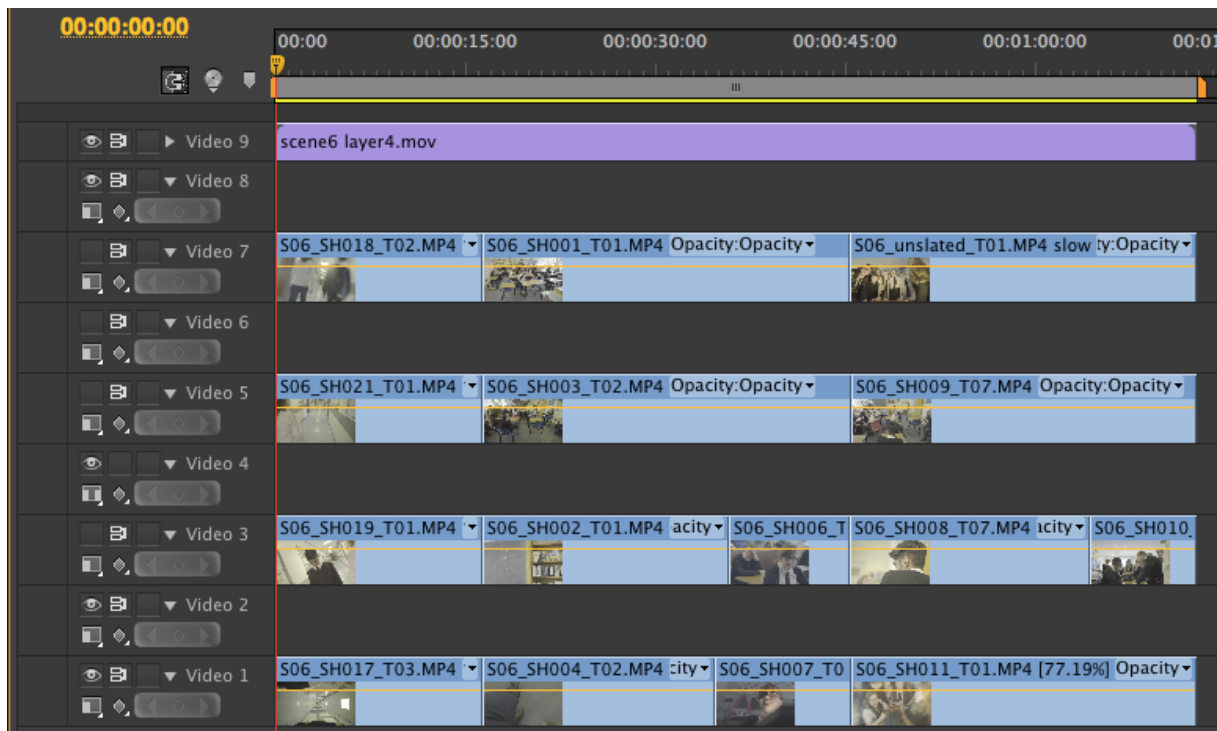 00:00:00:00
00:00 00:00:15:00 00:00:30:00 00:00:45:00 00:01:00:00 00:01
Video 9 scene6 layer4.mov
Video 8
Video 7 S06_SH018_T02.MP4 S06_SH001_T01.MP4 Opacity:Opacity S06_unslated_T01.MP4 slow ty:Opacity
Video 6
Video 5 S06_SH021_T01.MP4 S06_SH003_T02.MP4 Opacity:Opacity S06_SH009_T07.MP4 Opacity:Opacity
Video 4
Video 3 S06_SH019_T01.MP4 S06_SH002_T01.MP4 acity S06_SH006_T S06_SH008_T07.MP4 acity S06_SH010_
Video 2
Video 1 S06_SH017_T03.MP4 S06_SH004_T02.MP4 city S06_SH007_T0 S06_SH011_T01.MP4 [77.19%] Opacity